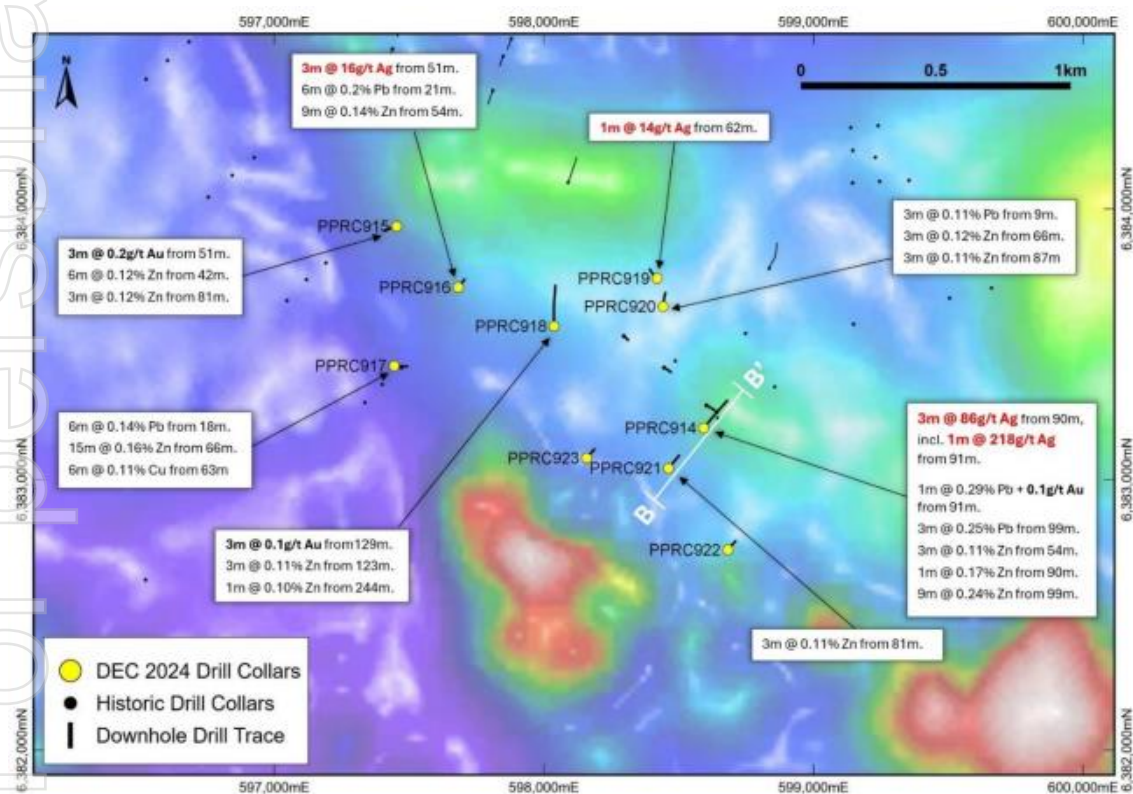 597,000mE
598,000mE
599,000mE
600,000mE
N
0
0.5
1km
3m @ 16g/t Ag from 51m.
6m @ 0.2% Pb from 21m.
9m @ 0.14% Zn from 54m.
1m @ 14g/t Ag from 62m.
6,384,000mN
6,384,000mN
3m @ 0.11% Pb from 9m.
3m @ 0.12% Zn from 66m.
3m @ 0.11% Zn from 87m
PPRC915
3m @ 0.2g/t Au from 51m.
6m @ 0.12% Zn from 42m.
3m @ 0.12% Zn from 81m.
PPRC916
PPRC919
PPRC920
PPRC918
PPRC917
B'
6m @ 0.14% Pb from 18m.
15m @ 0.16% Zn from 66m.
6m @ 0.11% Cu from 63m
PPRC914
3m @ 86g/t Ag from 90m,
incl. 1m @ 218g/t Ag
from 91m.
1m @ 0.29% Pb + 0.1g/t Au
from 91m.
3m @ 0.25% Pb from 99m.
3m @ 0.11% Zn from 54m.
1m @ 0.17% Zn from 90m.
9m @ 0.24% Zn from 99m.
PPRC923
PPRC921
6,383,000mN
6,383,000mN
B
PPRC922
3m @ 0.1g/t Au from129m.
3m @ 0.11% Zn from 123m.
1m @ 0.10% Zn from 244m.
3m @ 0.11% Zn from 81m.
DEC 2024 Drill Collars
Historic Drill Collars
Downhole Drill Trace
6,382,000mN
6,382,000mN
597,000mE
598,000mE
599,000mE
600,000mE